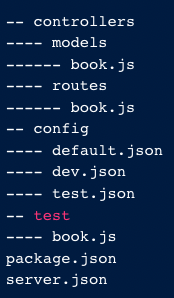 -- controllers
---- models
------ book.js
---- routes
------ book.js
-- config
---- default.json
---- dev.json
---- test.json
-- test
---- book.js
package.json
server.json